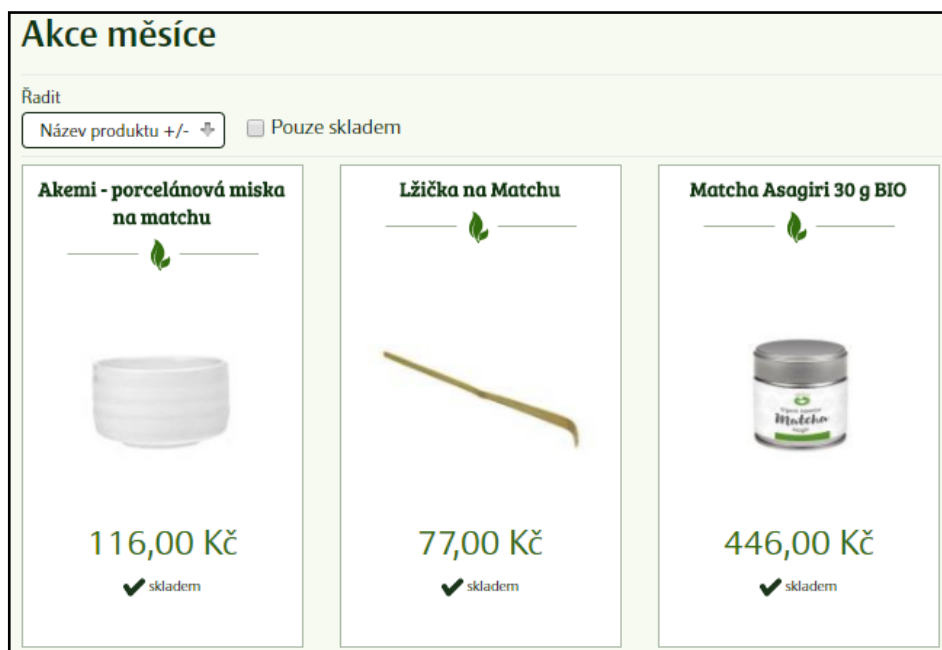 Akce měsíce
Řadit
Název produktu +/-
Pouze skladem
Akemi - porcelánová miska
na matchu
Lžička na Matchu
Matcha Asagiri 30 g BIO
Matcha
116,00 Kč
77,00 Kč
446,00 Kč
skladem
skladem
skladem